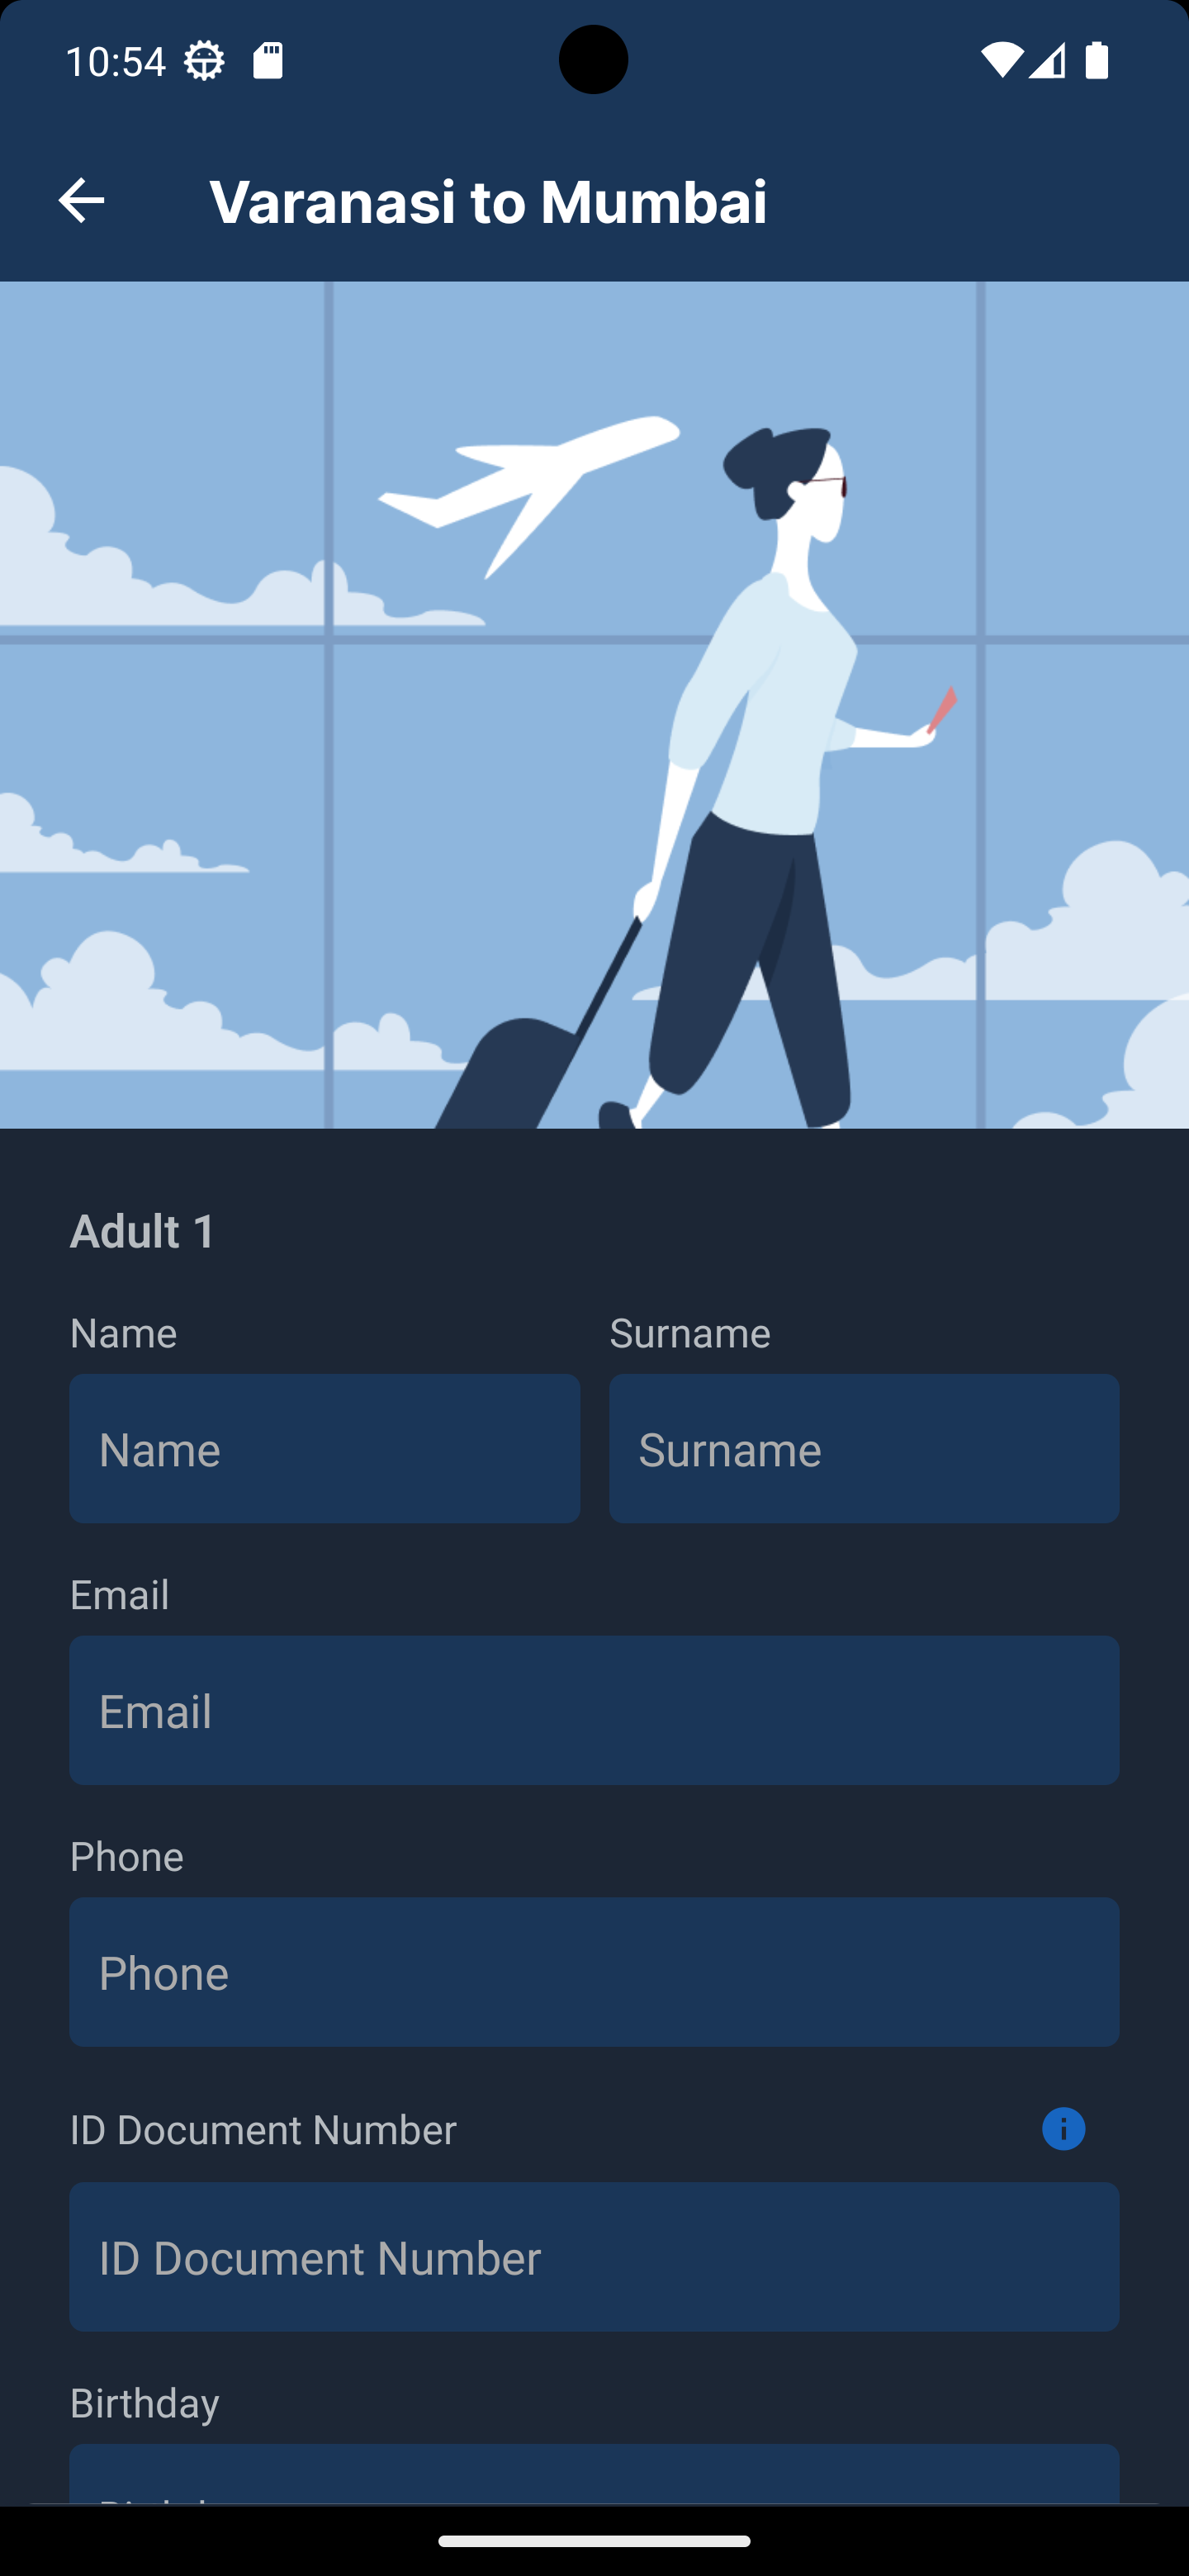 10:54
Varanasi to Mumbai
Adult 1
Name Surname
Name Surname
Email
Email
Phone
Phone
ID Document Number
ID Document Number
Birthday